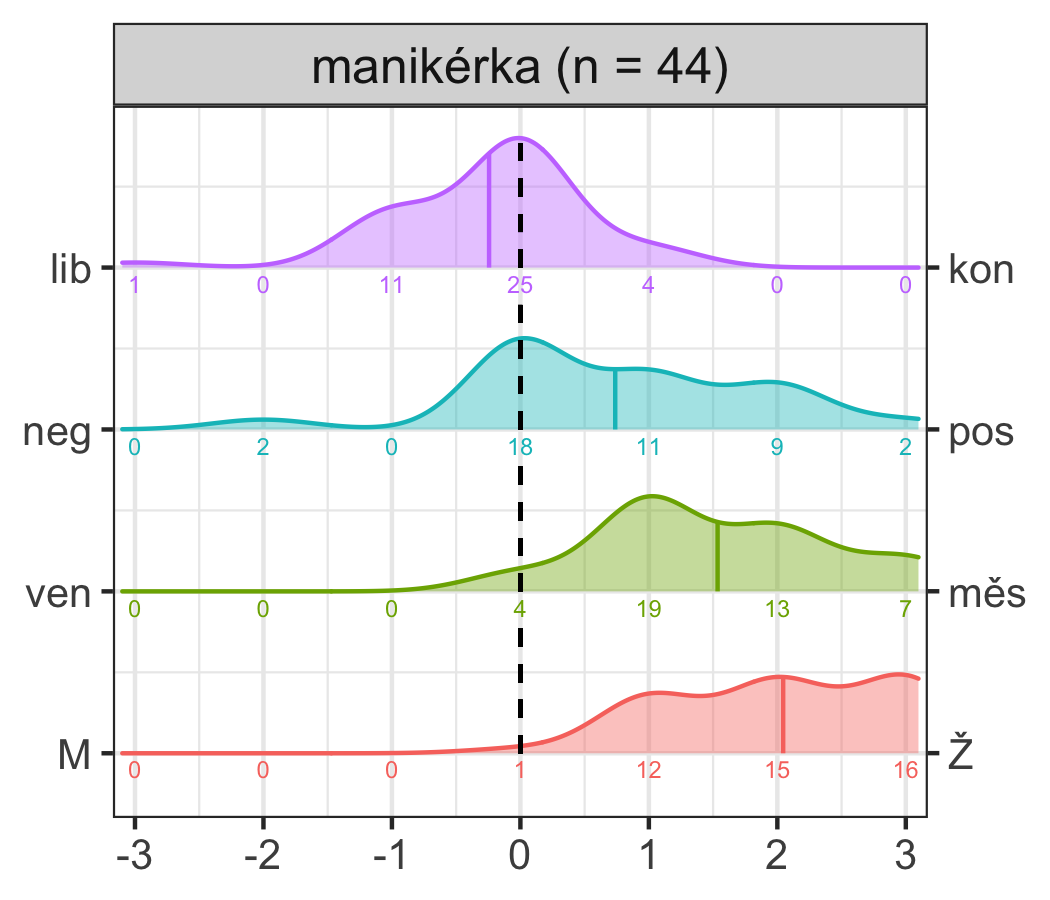 manikérka (n = 44)
lib kon
1 0 11 25 4 0 0
neg pos
0 2 0 18 11 9 2
ven měs
0 0 0 4 19 13 7
M Ž
0 0 0 1 12 15 16
-3 -2 -1 0 1 2 3